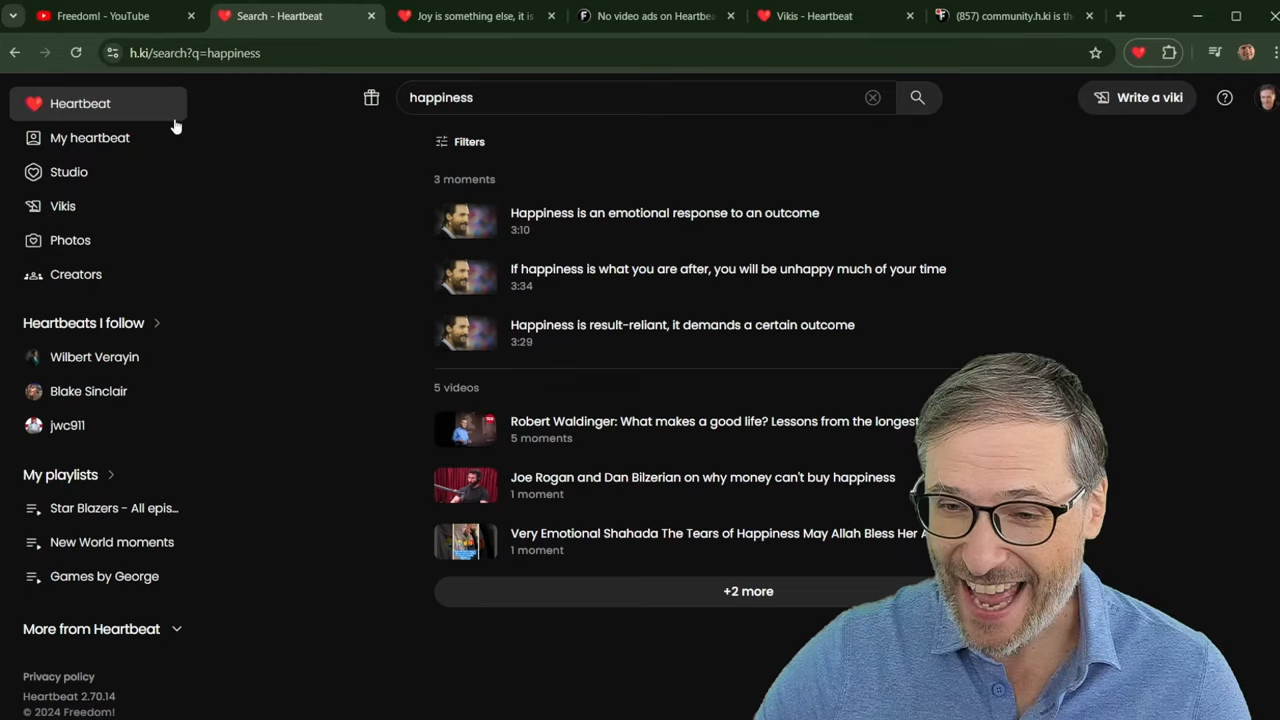 Freedom! - YouTube
Search - Heartbeat
Joy is something else, it is
No video ads on Heartbea
Vikis - Heartbeat
(857) community.h.ki is th
h.ki/search?q=happiness
Heartbeat
happiness
Write a viki
My heartbeat
Filters
Studio
3 moments
Vikis
Happiness is an emotional response to an outcome
3:10
Photos
Creators
If happiness is what you are after, you will be unhappy much of your time
3:34
Heartbeats I follow
Happiness is result-reliant, it demands a certain outcome
3:29
Wilbert Verayin
Blake Sinclair
5 videos
jwc911
Robert Waldinger: What makes a good life? Lessons from the longest
5 moments
My playlists
Joe Rogan and Dan Bilzerian on why money can't buy happiness
1 moment
Star Blazers - All epis...
New World moments
Very Emotional Shahada The Tears of Happiness May Allah Bless Her A
1 moment
Games by George
+2 more
More from Heartbeat
Privacy policy
Heartbeat 2.70.14
© 2024 Freedom!